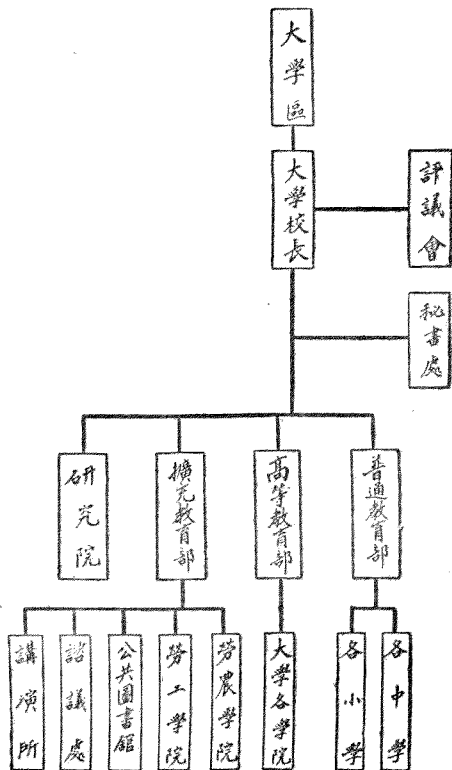 大學區
大學校長
評議會
秘書處
普通教育部
高等教育部
擴充教育部
研究院
各中學
各小學
大學各學院
勞農學院
勞工學院
公共圖書館
諮議處
講演所